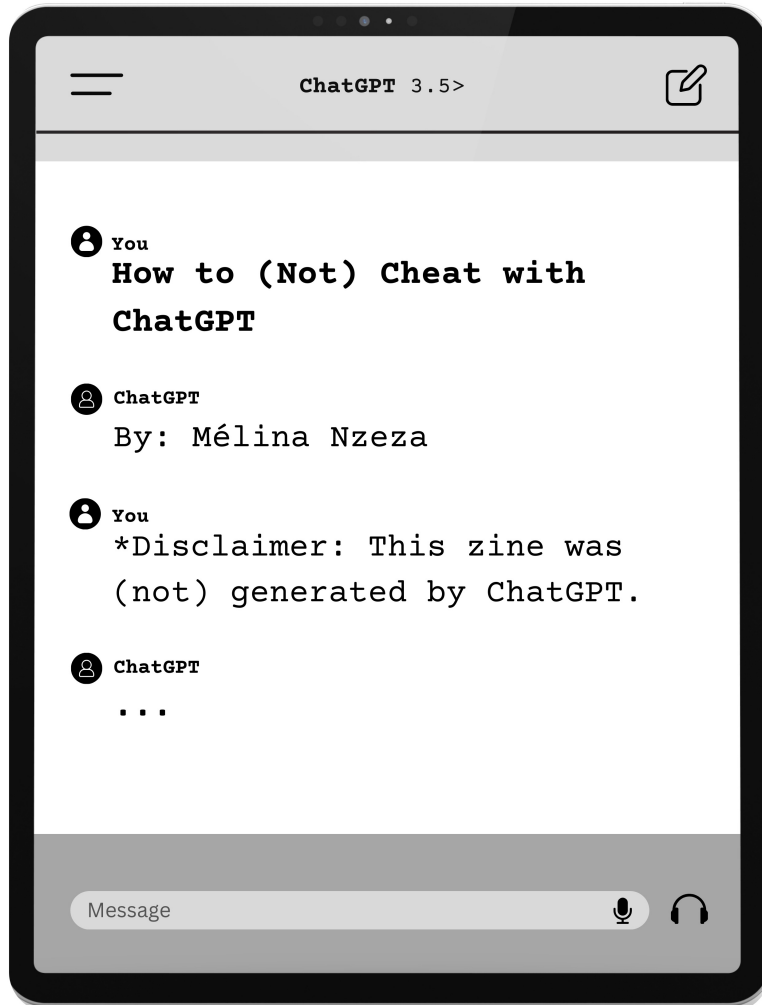 ChatGPT 3.5>
You
How to (Not) Cheat with
ChatGPT
ChatGPT
By: Mélina Nzeza
You
*Disclaimer: This zine was
(not) generated by ChatGPT.
ChatGPT
...
Message